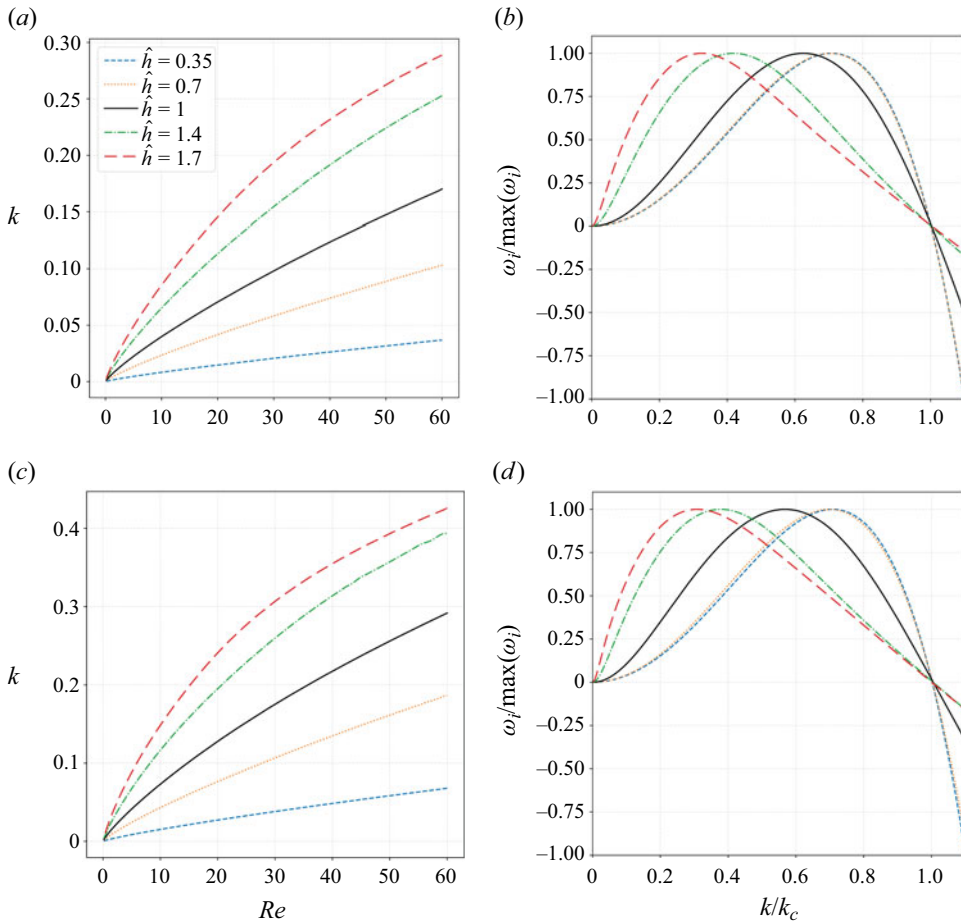 (a)
0.30
0.25
0.20
0.15
0.10
0.05
0
k
ĥ = 0.35
ĥ = 0.7
ĥ = 1
ĥ = 1.4
ĥ = 1.7
0 10 20 30 40 50 60
(b)
1.00
0.75
0.50
0.25
0
–0.25
–0.50
–0.75
–1.00
ωi/max(ωi)
0 0.2 0.4 0.6 0.8 1.0
(c)
0.4
0.3
0.2
0.1
0
k
0 10 20 30 40 50 60
Re
(d)
1.00
0.75
0.50
0.25
0
–0.25
–0.50
–0.75
–1.00
ωi/max(ωi)
0 0.2 0.4 0.6 0.8 1.0
k/kc